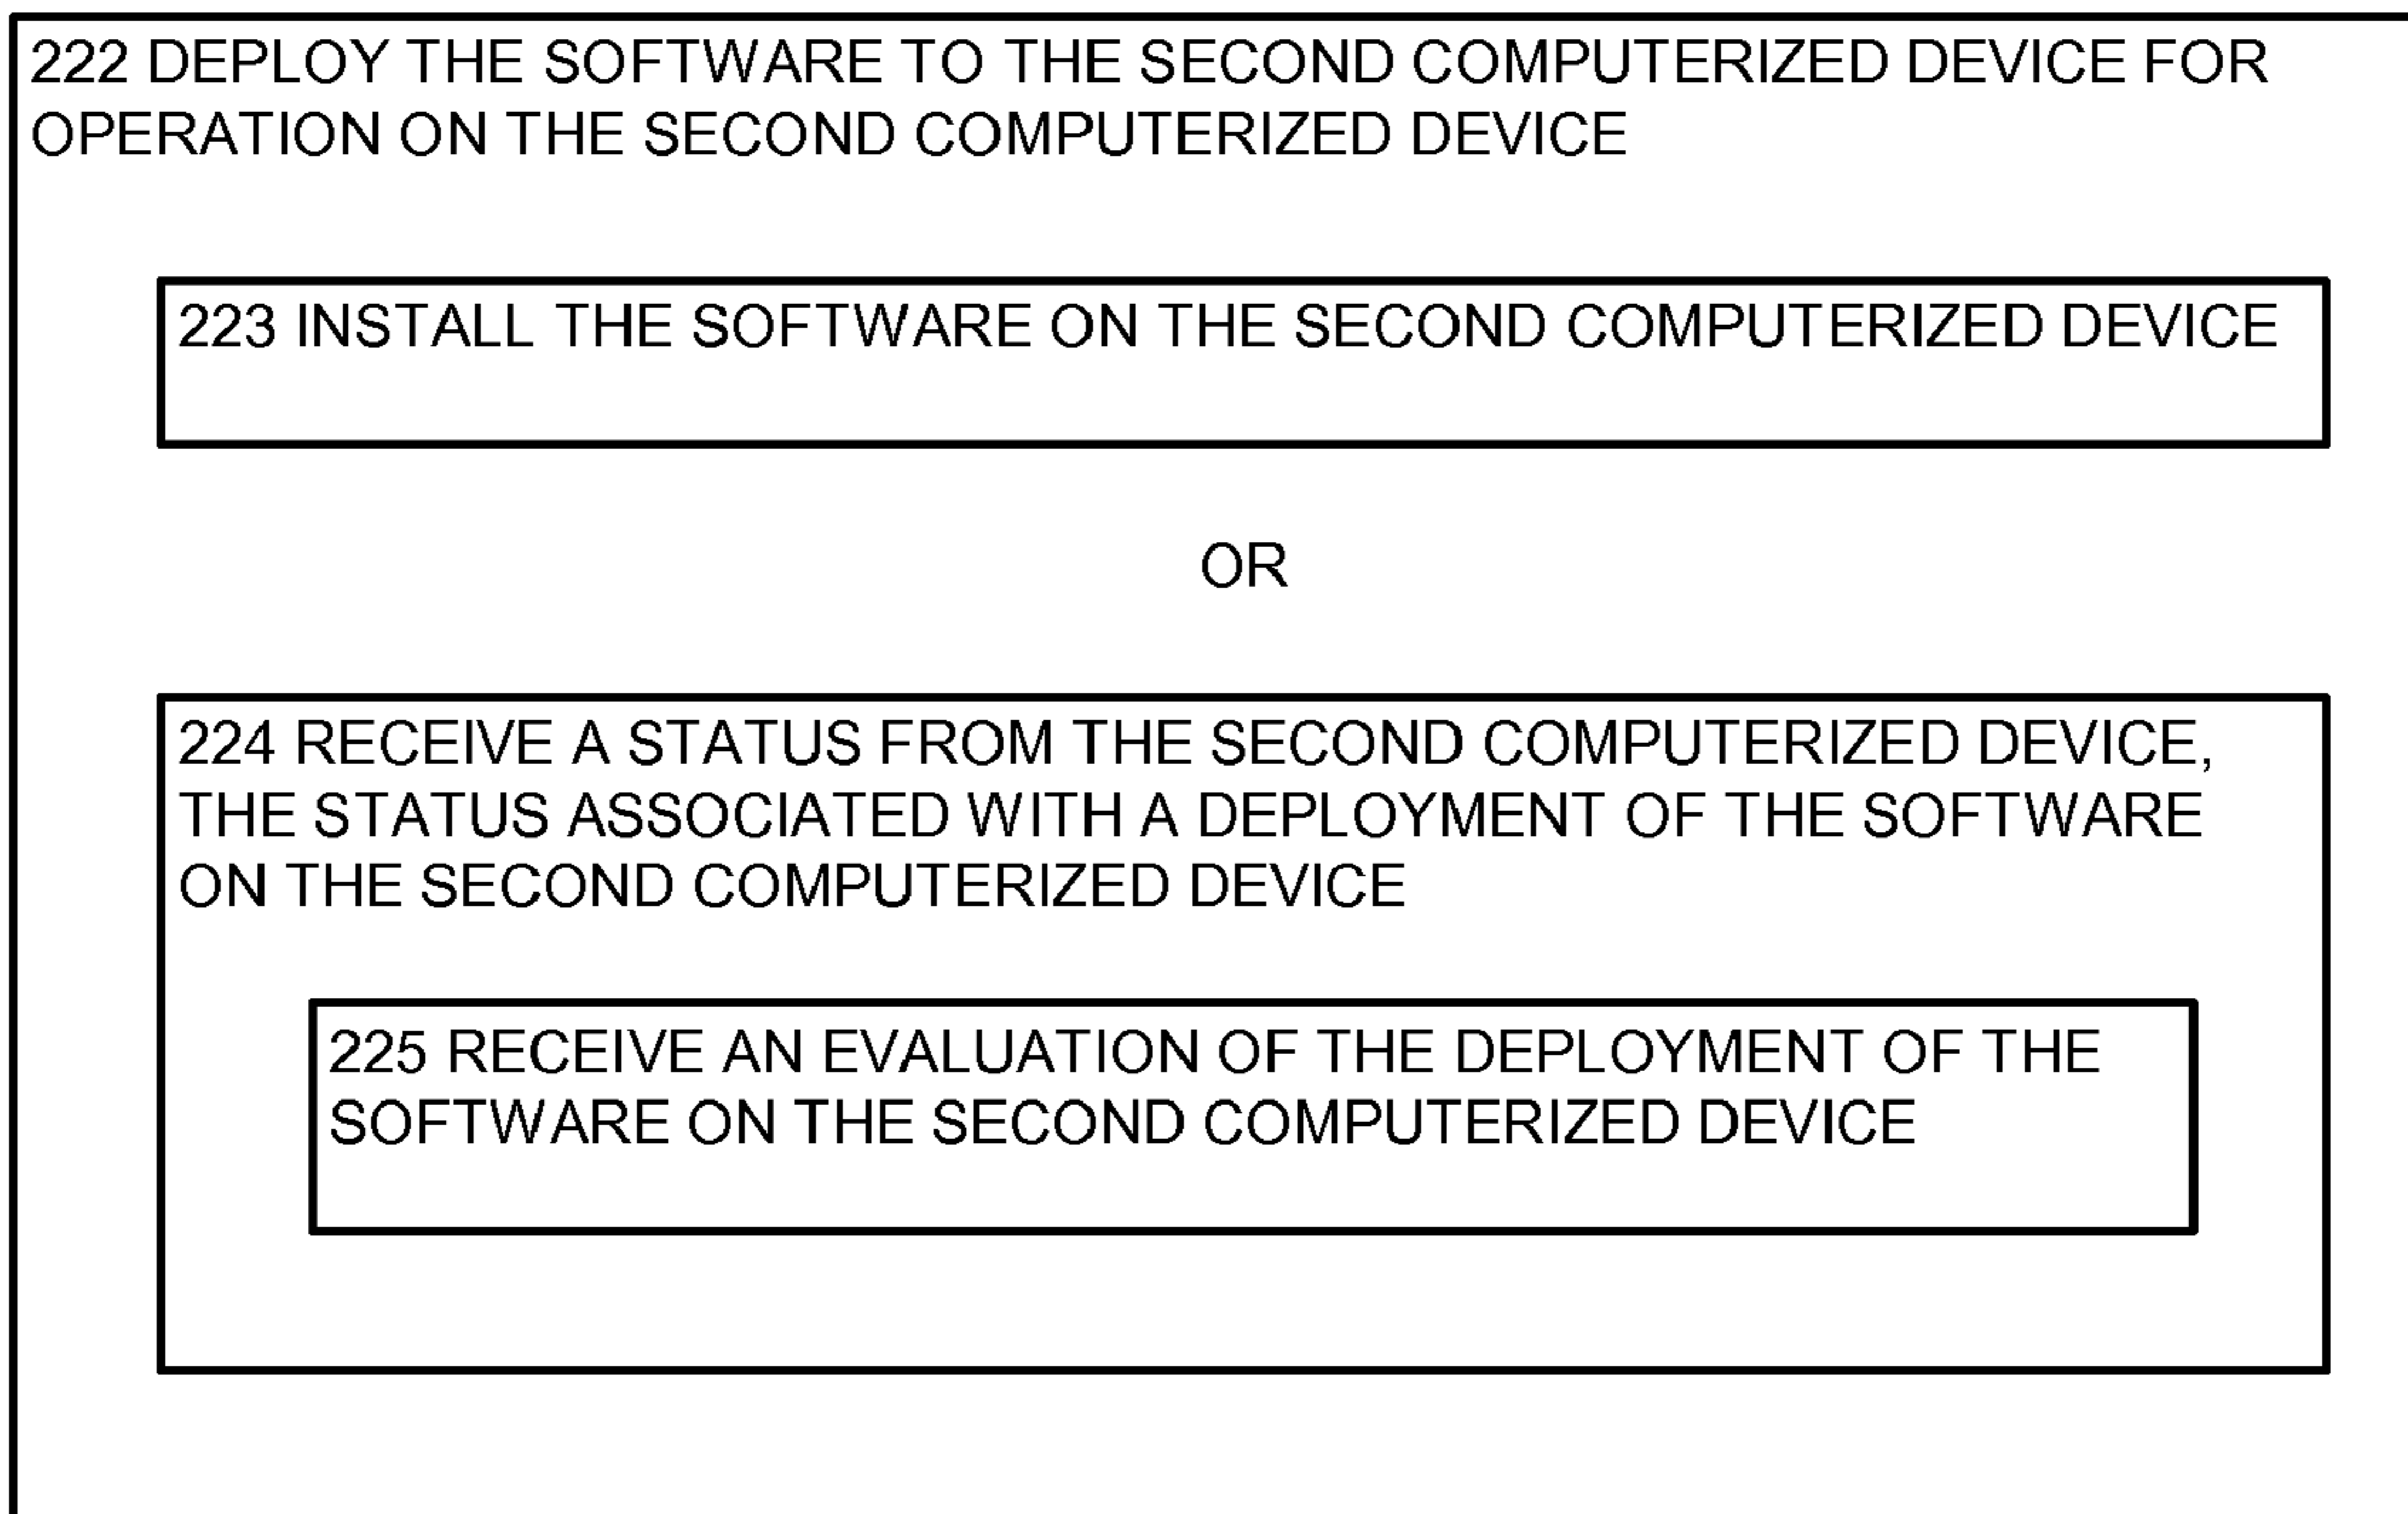 222 DEPLOY THE SOFTWARE TO THE SECOND COMPUTERIZED DEVICE FOR
OPERATION ON THE SECOND COMPUTERIZED DEVICE
223 INSTALL THE SOFTWARE ON THE SECOND COMPUTERIZED DEVICE
OR
224 RECEIVE A STATUS FROM THE SECOND COMPUTERIZED DEVICE,
THE STATUS ASSOCIATED WITH A DEPLOYMENT OF THE SOFTWARE
ON THE SECOND COMPUTERIZED DEVICE
225 RECEIVE AN EVALUATION OF THE DEPLOYMENT OF THE
SOFTWARE ON THE SECOND COMPUTERIZED DEVICE